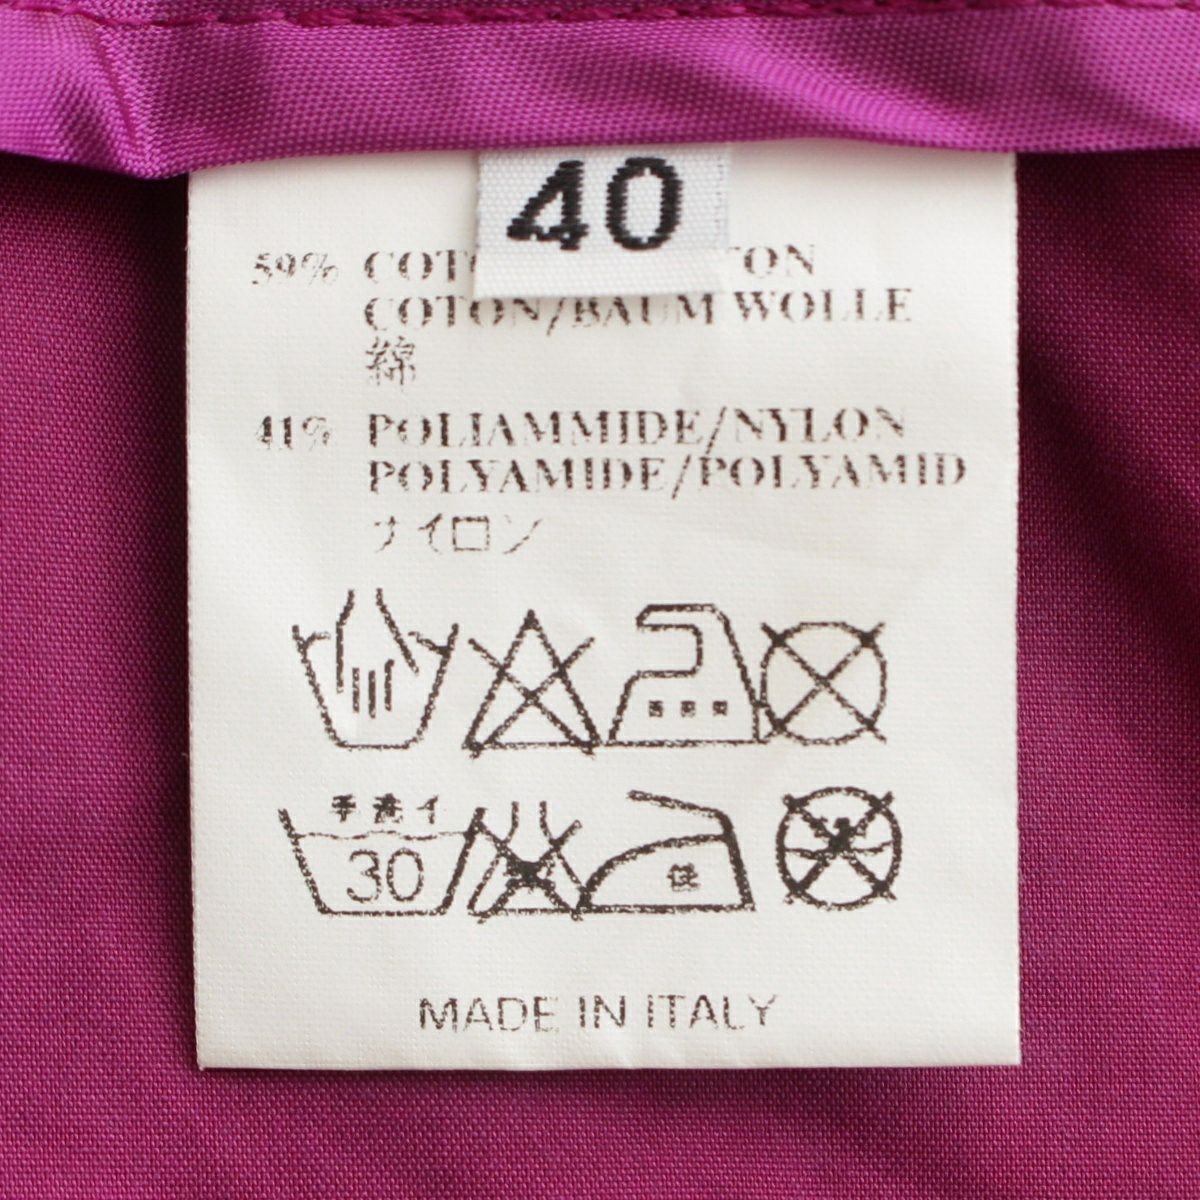 40
59% COT TON
COTON/BAUM WOLLE
綿
41% POLIAMMIDE/NYLON
POLYAMIDE/POLYAMID
ナイロン
手洗イ
30
低
MADE IN ITALY